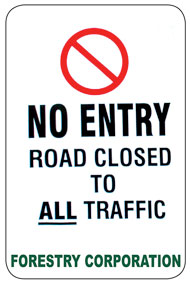 NO ENTRY
ROAD CLOSED
TO
ALL TRAFFIC
FORESTRY CORPORATION